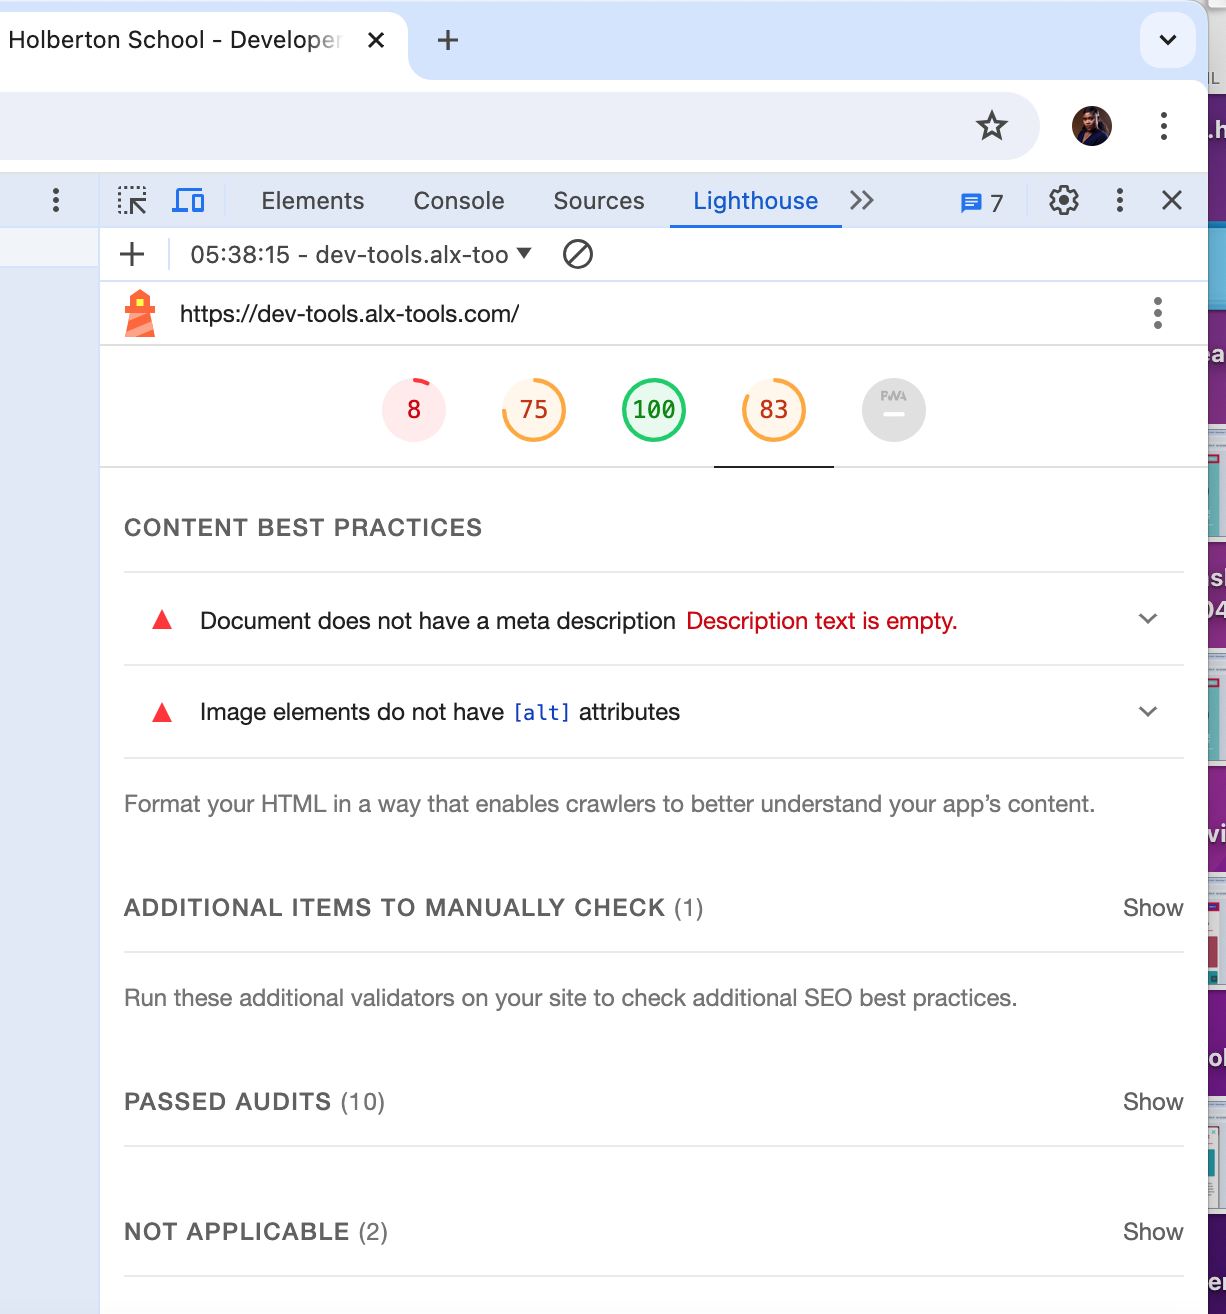 Holberton School - Developer
Elements Console Sources Lighthouse 7
05:38:15 - dev-tools.alx-too
https://dev-tools.alx-tools.com/
8 75 100 83 PWA
CONTENT BEST PRACTICES
Document does not have a meta description Description text is empty.
Image elements do not have [alt] attributes
Format your HTML in a way that enables crawlers to better understand your app’s content.
ADDITIONAL ITEMS TO MANUALLY CHECK (1) Show
Run these additional validators on your site to check additional SEO best practices.
PASSED AUDITS (10) Show
NOT APPLICABLE (2) Show